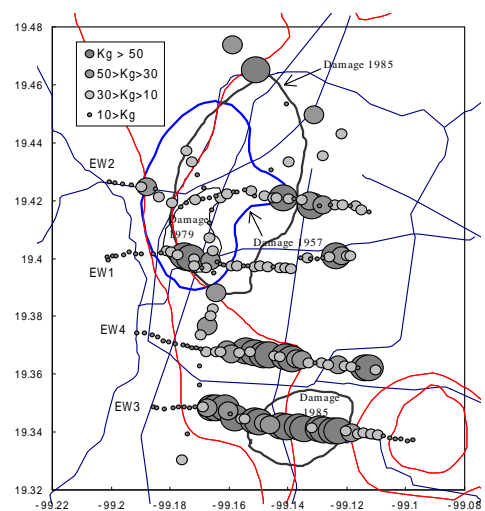 19.48
19.46
19.44
19.42
19.4
19.38
19.36
19.34
19.32
Kg > 50
50>Kg>30
30>Kg>10
10>Kg
Damage 1985
EW2
Damage
1979
Damage 1957
EW1
EW4
EW3
Damage
1985
-99.22
-99.2
-99.18
-99.16
-99.14
-99.12
-99.1
-99.08